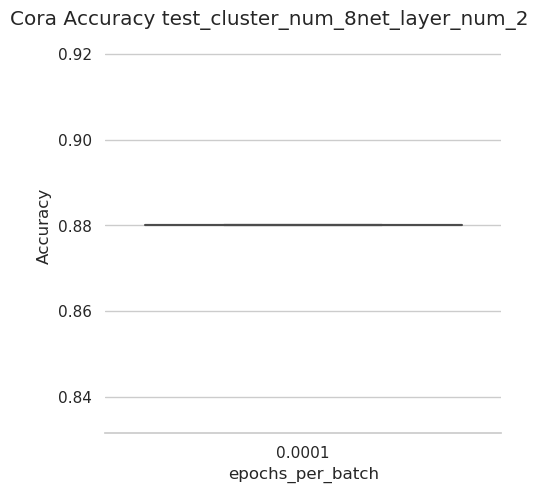 Cora Accuracy test_cluster_num_8net_layer_num_2
0.92
0.90
0.88
0.86
0.84
Accuracy
0.0001
epochs_per_batch